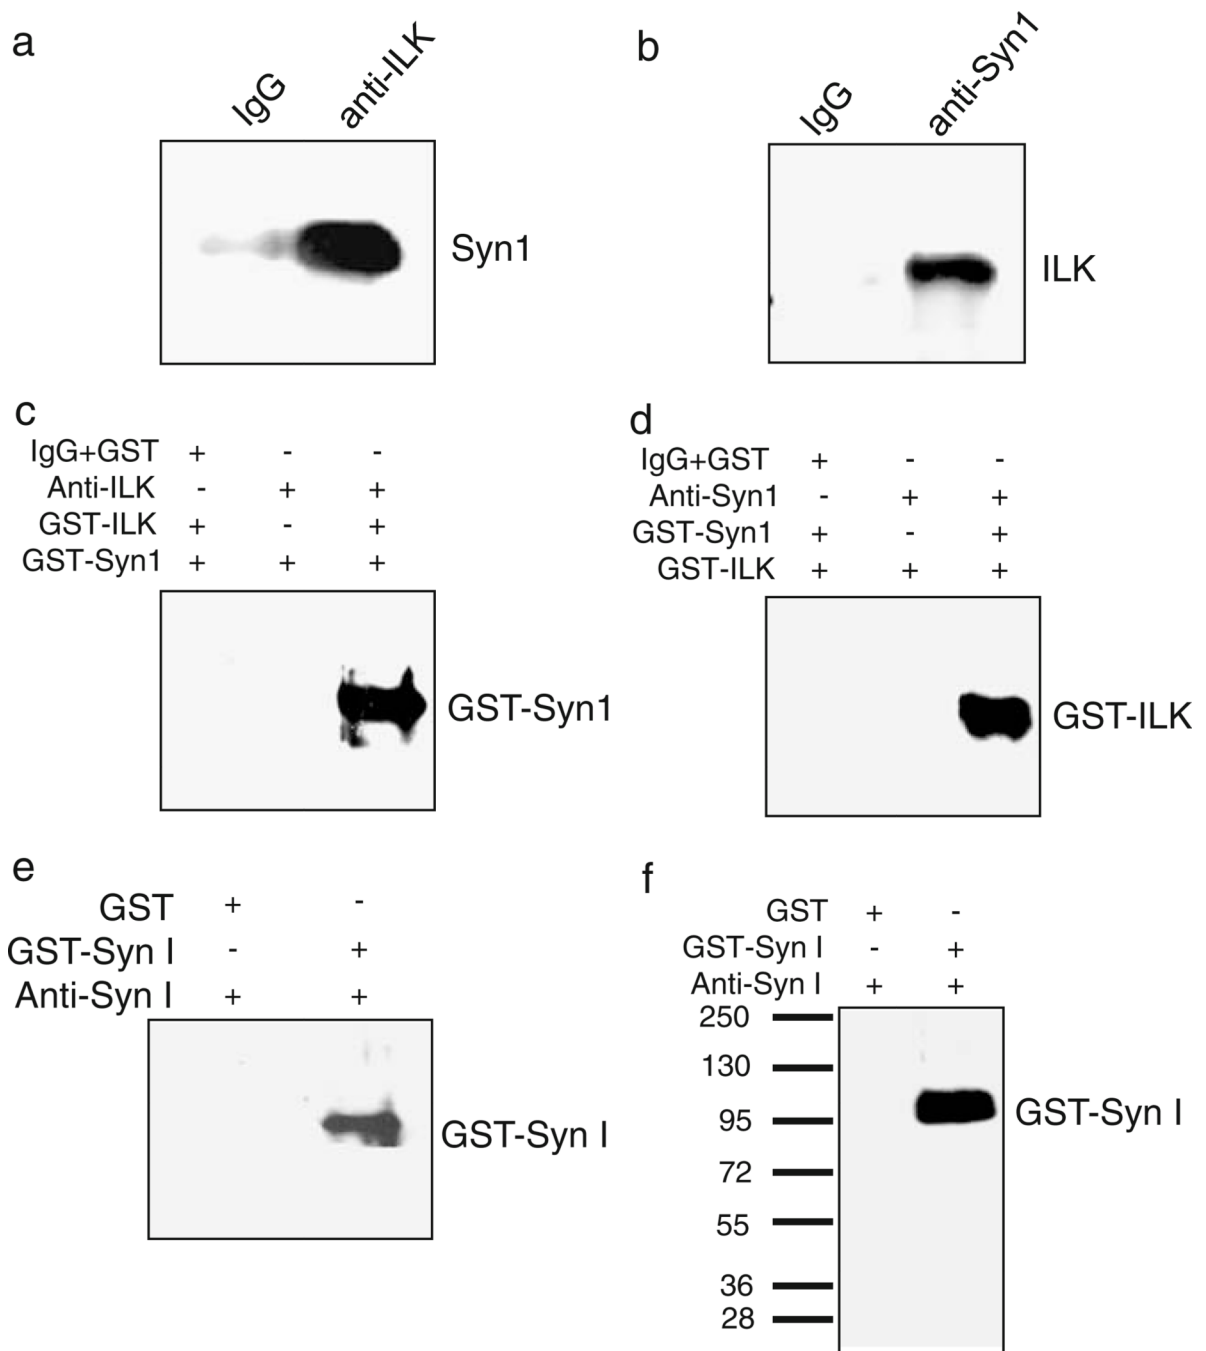 a
IgG anti-ILK
Syn1
b
IgG anti-Syn1
ILK
c
IgG+GST + - -
Anti-ILK - + +
GST-ILK + - +
GST-Syn1 + + +
GST-Syn1
d
IgG+GST + - -
Anti-Syn1 - + +
GST-Syn1 + - +
GST-ILK + + +
GST-ILK
e
GST + -
GST-Syn I - +
Anti-Syn I + +
GST-Syn I
f
GST + -
GST-Syn I - +
Anti-Syn I + +
250
130
95
72
55
36
28
GST-Syn I